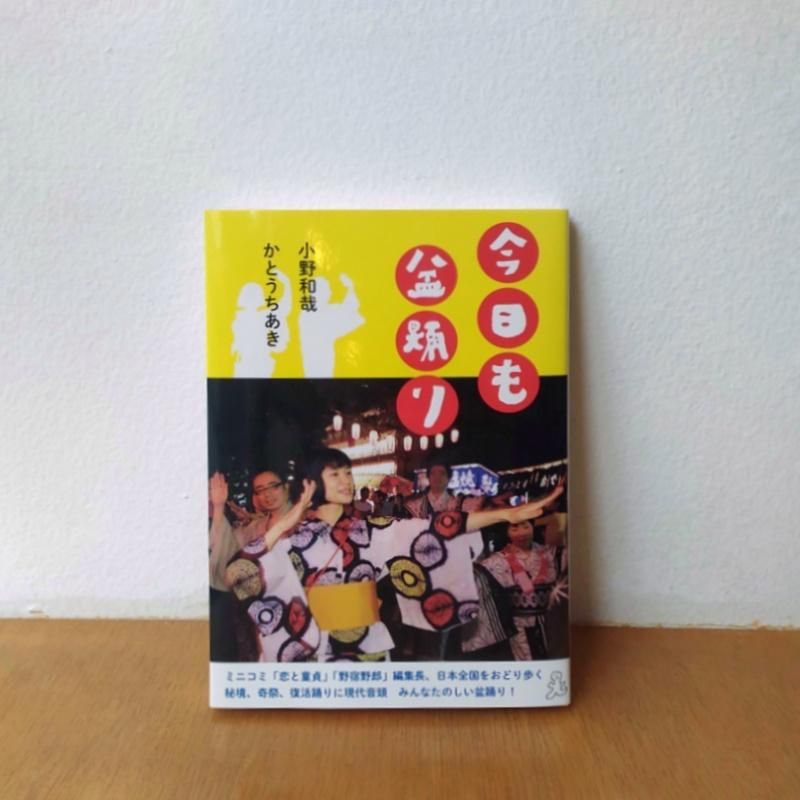 今日も
盆踊り
小野和哉
かとうちあき
ミニコミ「恋と童貞」「野宿野郎」編集長、日本全国をおどり歩く
秘境、奇祭、復活踊りに現代音頭　みんなたのしい盆踊り！